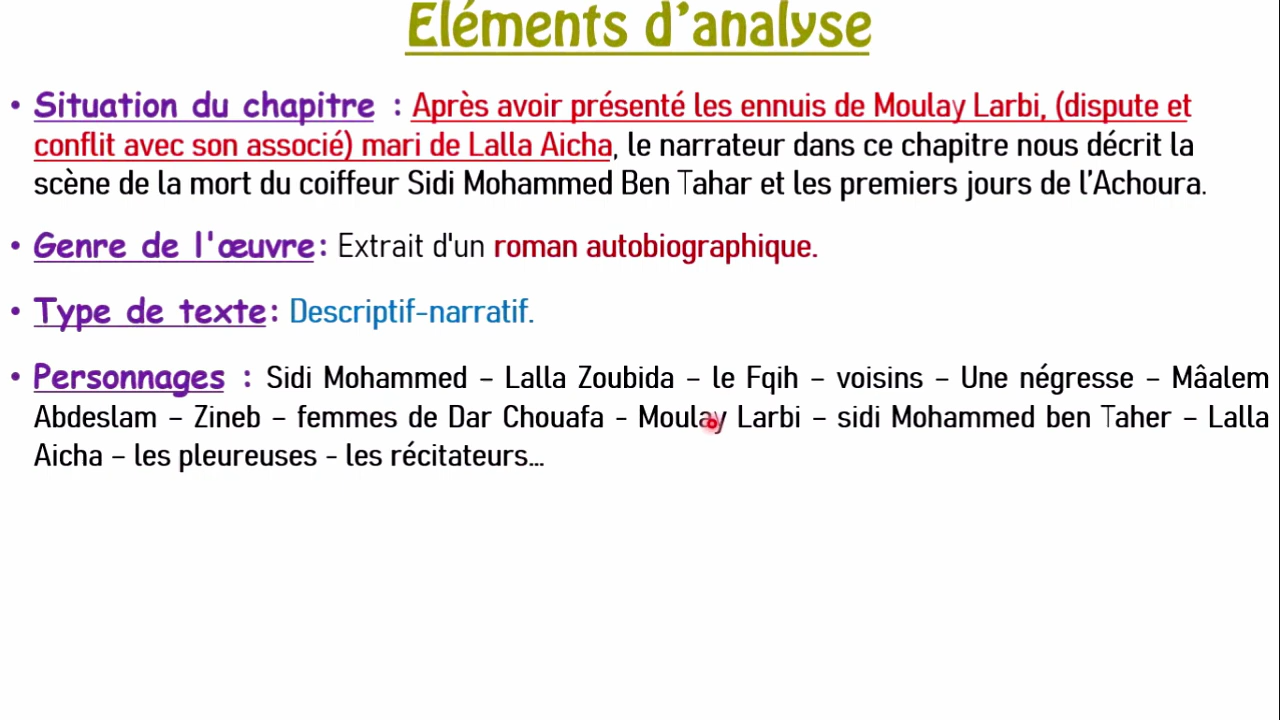 Eléments d'analyse
• Situation du chapitre : Après avoir présenté les ennuis de Moulay Larbi, (dispute et
conflit avec son associé) mari de Lalla Aicha, le narrateur dans ce chapitre nous décrit la
scène de la mort du coiffeur Sidi Mohammed Ben Tahar et les premiers jours de l'Achoura.
• Genre de l'œuvre: Extrait d'un roman autobiographique.
• Type de texte: Descriptif-narratif.
• Personnages : Sidi Mohammed – Lalla Zoubida – le Fqih – voisins – Une négresse – Mâalem
Abdeslam – Zineb – femmes de Dar Chouafa - Moulay Larbi – sidi Mohammed ben Taher – Lalla
Aicha – les pleureuses - les récitateurs...